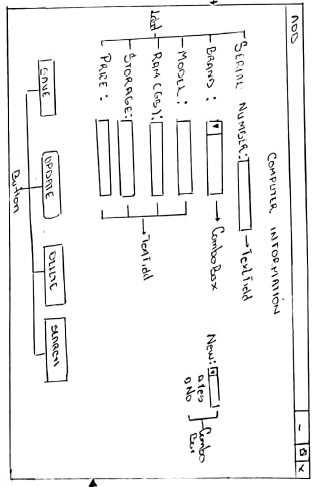 ADD
COMPUTER INFORMATION
SERIAL NUMBER: → TextField
BRAND: → ComboBox
New:
Yes
No
Combo Box
MODEL:
RAM (GB):
STORAGE:
PRICE:
→ TextField
SAVE UPDATE DELETE SEARCH
Button